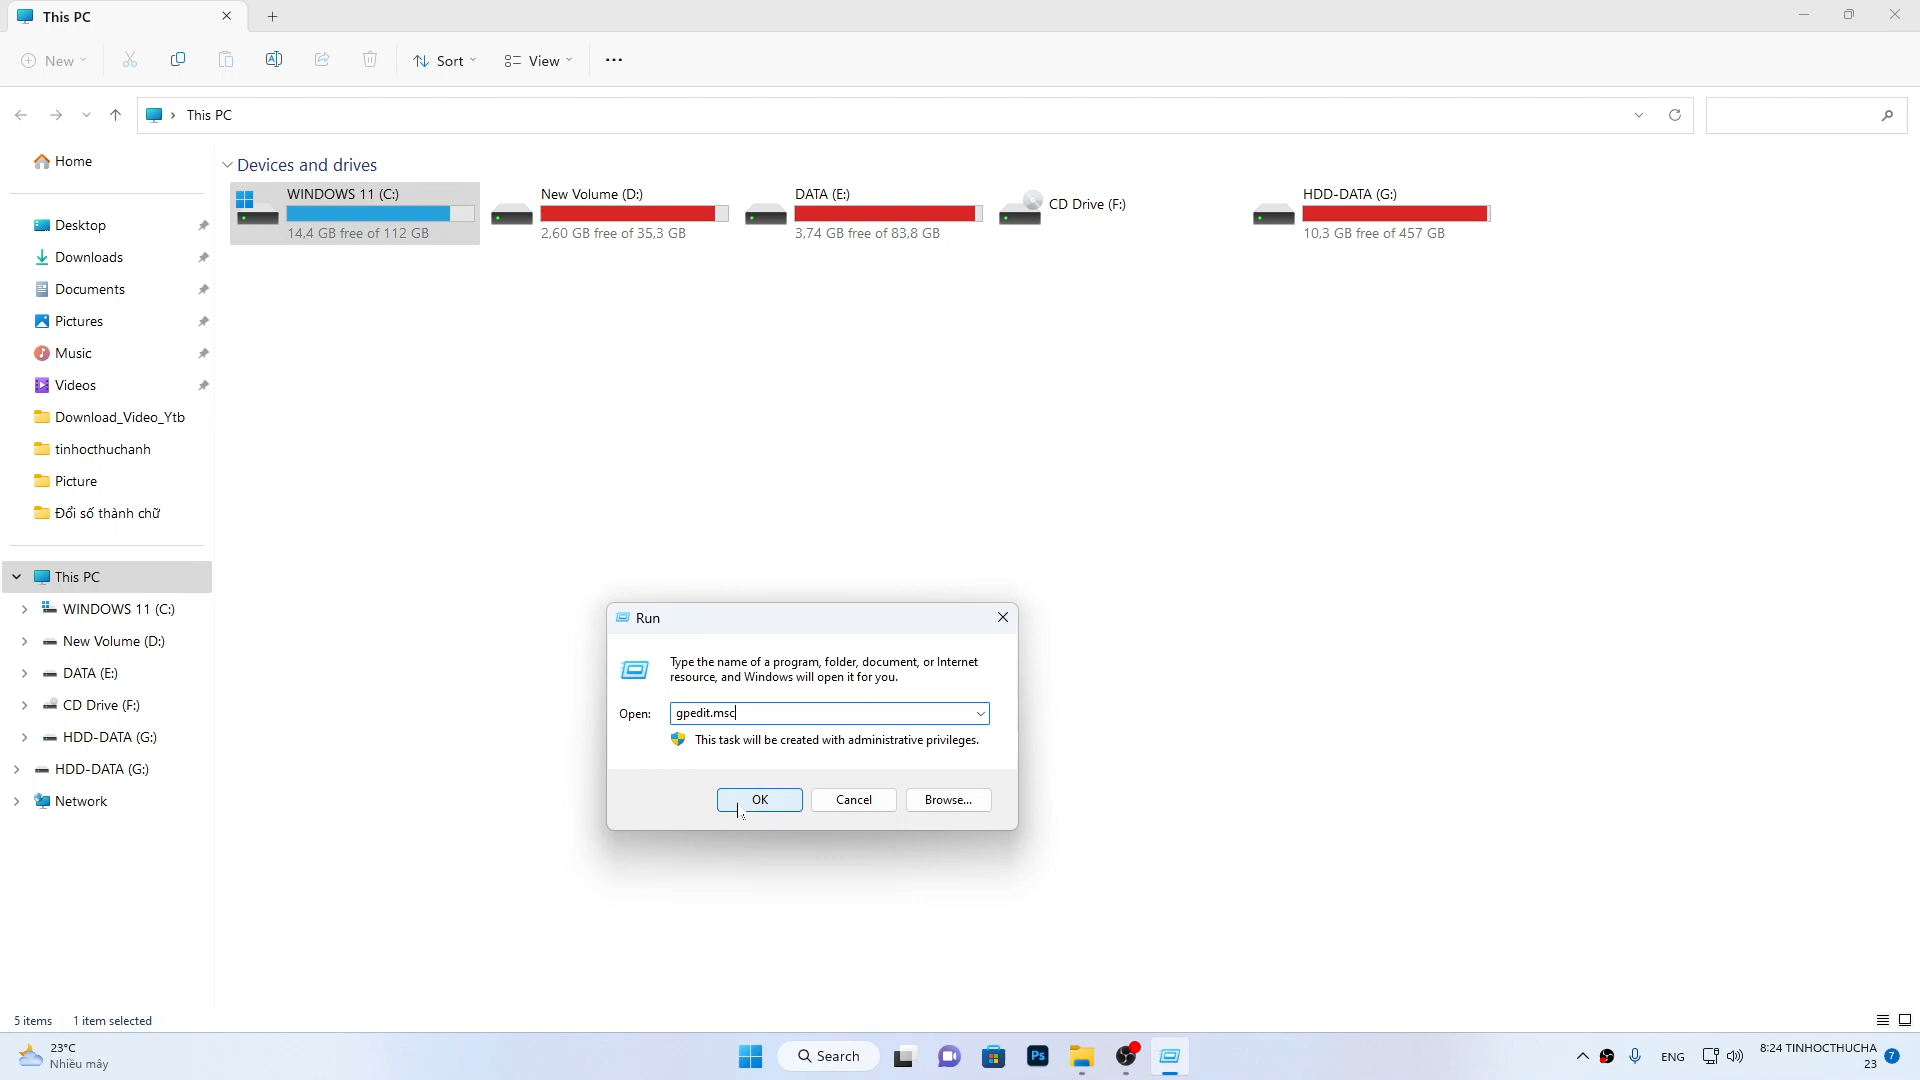 This PC
New
Sort
View
This PC
Home
Desktop
Downloads
Documents
Pictures
Music
Videos
Download_Video_Ytb
tinhocthuchanh
Picture
Đổi số thành chữ
This PC
WINDOWS 11 (C:)
New Volume (D:)
DATA (E:)
CD Drive (F:)
HDD-DATA (G:)
HDD-DATA (G:)
Network
Devices and drives
WINDOWS 11 (C:)
14,4 GB free of 112 GB
New Volume (D:)
2,60 GB free of 35,3 GB
DATA (E:)
3,74 GB free of 83,8 GB
CD Drive (F:)
HDD-DATA (G:)
10,3 GB free of 457 GB
Run
Type the name of a program, folder, document, or Internet
resource, and Windows will open it for you.
Open: gpedit.msc
This task will be created with administrative privileges.
OK Cancel Browse...
5 items 1 item selected
23°C
Nhiều mây
Search
Ps
ENG
8:24 TINHOCTHUCHA
23
7